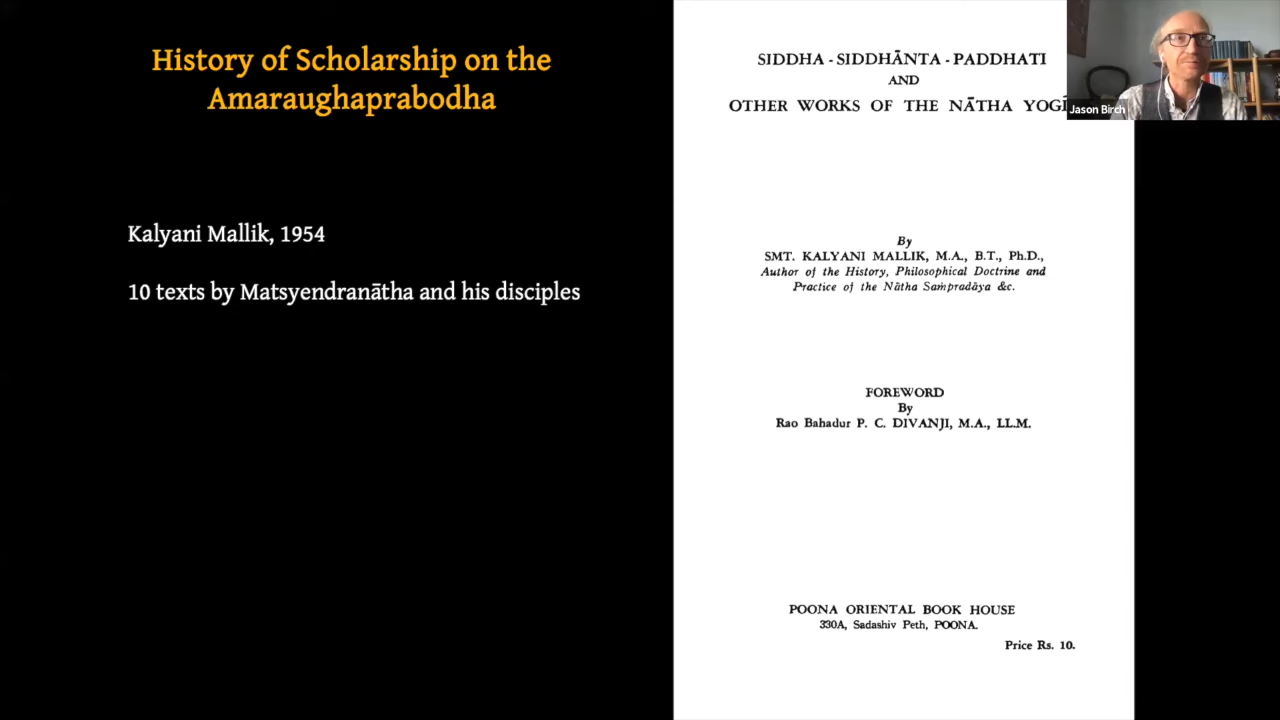 History of Scholarship on the
Amaraughaprabodha
Kalyani Mallik, 1954
10 texts by Matsyendranātha and his disciples
SIDDHA - SIDDHĀNTA - PADDHATI
AND
OTHER WORKS OF THE NĀTHA YOGĪ
By
SMT. KALYANI MALLIK, M.A., B.T., Ph.D.,
Author of the History, Philosophical Doctrine and
Practice of the Nātha Saṁpradāya &c.
FOREWORD
By
Rao Bahadur P. C. DIVANJI, M.A., LL.M.
POONA ORIENTAL BOOK HOUSE
330A, Sadashiv Peth, POONA.
Price Rs. 10.
Jason Birch